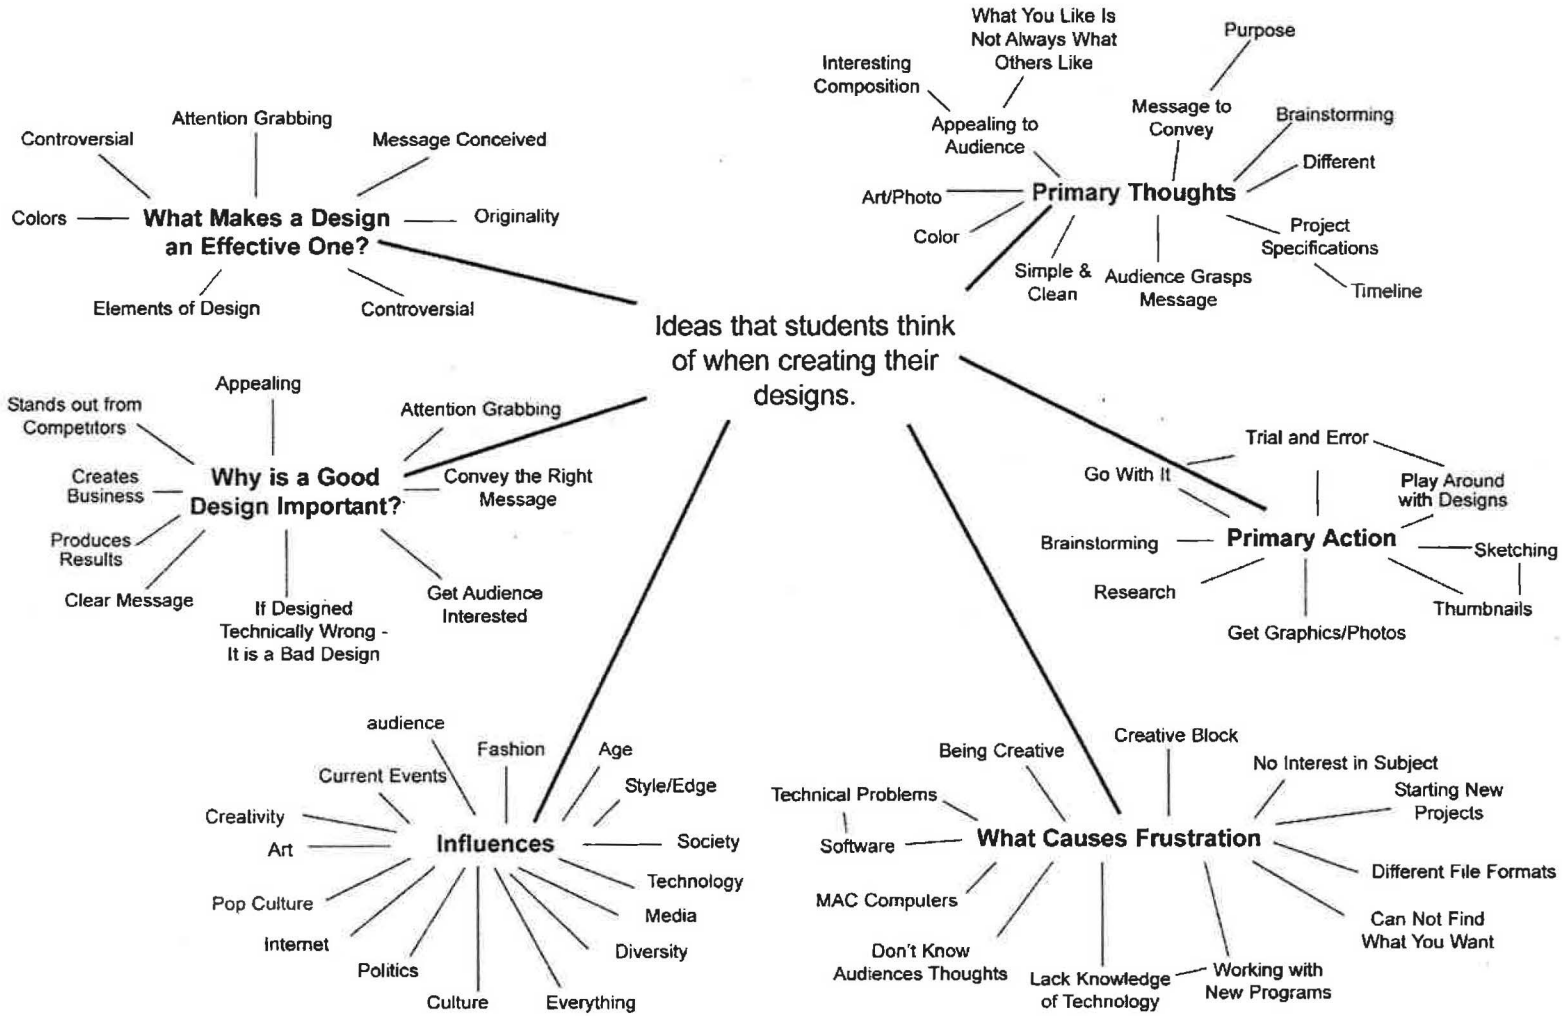 What You Like Is
Not Always What
Others Like
Purpose
Interesting
Composition
Message to
Convey
Appealing to
Audience
Brainstorming
Different
Art/Photo
Primary Thoughts
Color
Project
Specifications
Simple &
Clean
Audience Grasps
Message
Timeline
Attention Grabbing
Controversial
Message Conceived
Colors
What Makes a Design
an Effective One?
Originality
Elements of Design
Controversial
Ideas that students think
of when creating their
designs.
Appealing
Stands out from
Competitors
Attention Grabbing
Creates
Business
Why is a Good
Design Important?
Convey the Right
Message
Produces
Results
Clear Message
If Designed
Technically Wrong -
It is a Bad Design
Get Audience
Interested
Trial and Error
Go With It
Play Around
with Designs
Brainstorming
Primary Action
Sketching
Research
Thumbnails
Get Graphics/Photos
audience
Fashion
Age
Current Events
Style/Edge
Creativity
Art
Influences
Society
Technology
Pop Culture
Media
Internet
Diversity
Politics
Culture
Everything
Creative Block
Being Creative
No Interest in Subject
Technical Problems
Starting New
Projects
Software
What Causes Frustration
Different File Formats
MAC Computers
Can Not Find
What You Want
Don't Know
Audiences Thoughts
Lack Knowledge
of Technology
Working with
New Programs